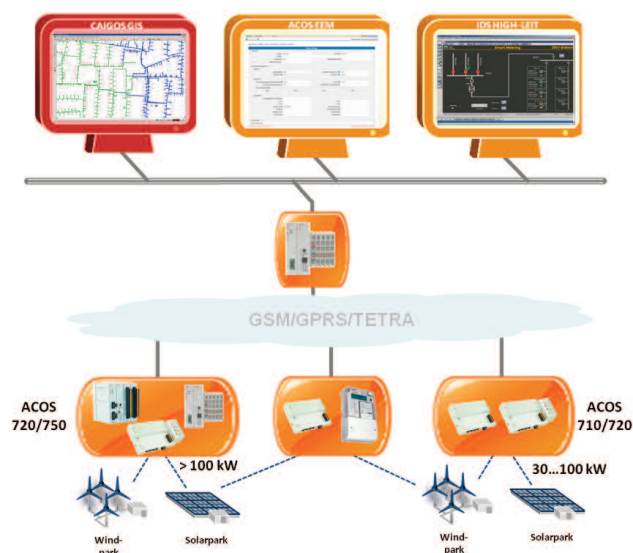 CAIGOS GIS
ACOS EEM
IDS HIGH-LEIT
GSM/GPRS/TETRA
ACOS
720/750
ACOS
710/720
> 100 kW
30...100 kW
Wind-
park
Solarpark
Wind-
park
Solarpark